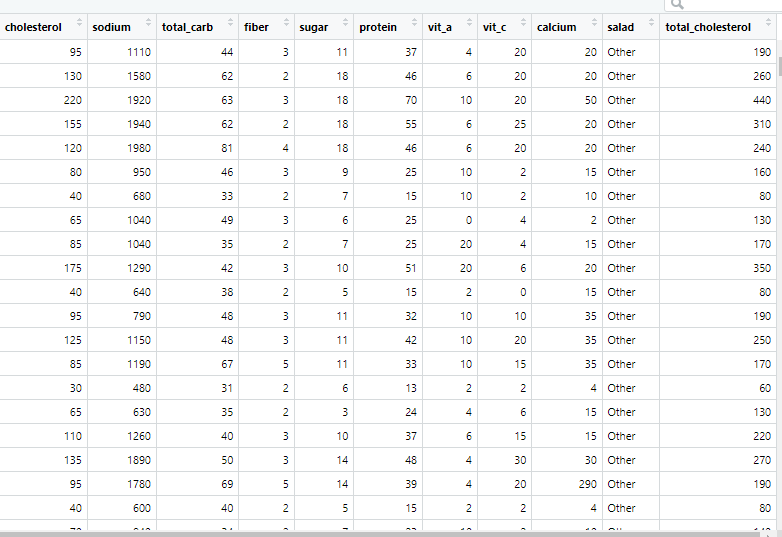 cholesterol sodium total_carb fiber sugar protein vit_a vit_c calcium salad total_cholesterol
95 1110 44 3 11 37 4 20 20 Other 190
130 1580 62 2 18 46 6 20 20 Other 260
220 1920 63 3 18 70 10 20 50 Other 440
155 1940 62 2 18 55 6 25 20 Other 310
120 1980 81 4 18 46 6 20 20 Other 240
80 950 46 3 9 25 10 2 15 Other 160
40 680 33 2 7 15 10 2 10 Other 80
65 1040 49 3 6 25 0 4 2 Other 130
85 1040 35 2 7 25 20 4 15 Other 170
175 1290 42 3 10 51 20 6 20 Other 350
40 640 38 2 5 15 2 0 15 Other 80
95 790 48 3 11 32 10 10 35 Other 190
125 1150 48 3 11 42 10 20 35 Other 250
85 1190 67 5 11 33 10 15 35 Other 170
30 480 31 2 6 13 2 2 4 Other 60
65 630 35 2 3 24 4 6 15 Other 130
110 1260 40 3 10 37 6 15 15 Other 220
135 1890 50 3 14 48 4 30 30 Other 270
95 1780 69 5 14 39 4 20 290 Other 190
40 600 40 2 5 15 2 2 4 Other 80